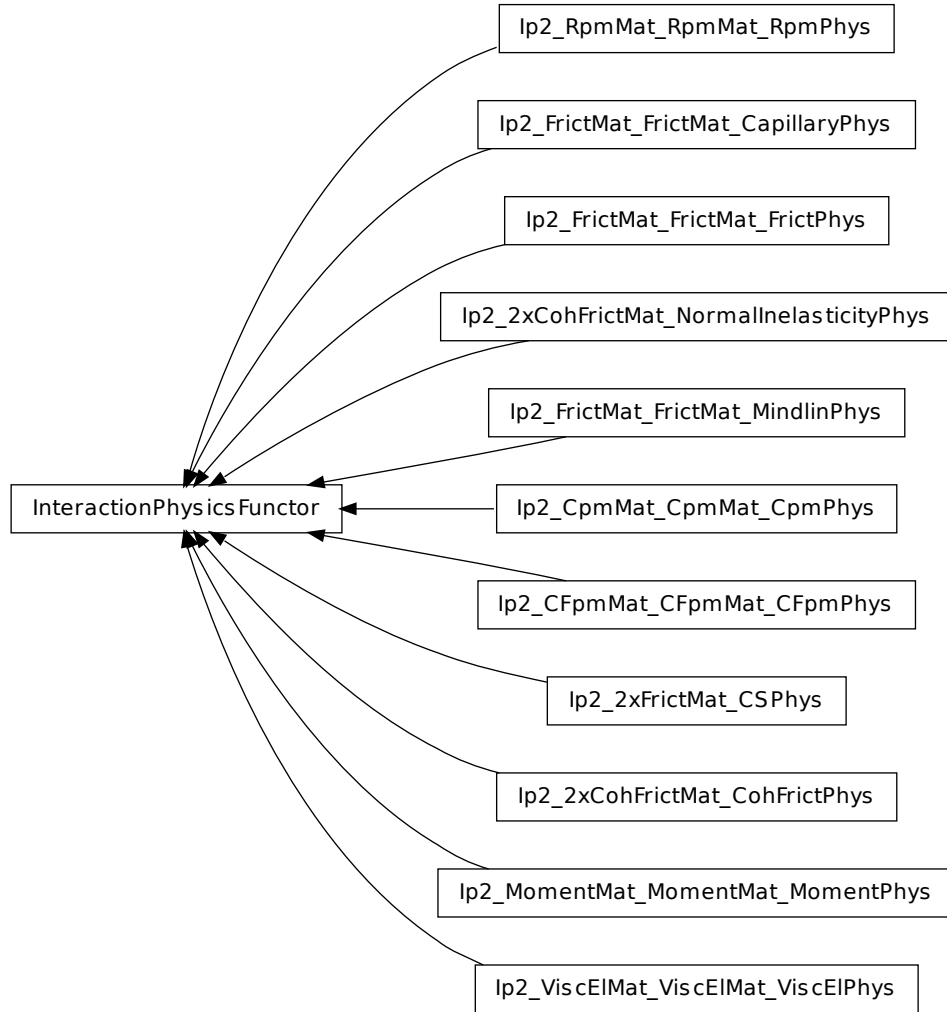 Ip2_RpmMat_RpmMat_RpmPhys
Ip2_FrictMat_FrictMat_CapillaryPhys
Ip2_FrictMat_FrictMat_FrictPhys
Ip2_2xCohFrictMat_NormalInelasticityPhys
Ip2_FrictMat_FrictMat_MindlinPhys
InteractionPhysicsFunctor
Ip2_CpmMat_CpmMat_CpmPhys
Ip2_CFpmMat_CFpmMat_CFpmPhys
Ip2_2xFrictMat_CSPhys
Ip2_2xCohFrictMat_CohFrictPhys
Ip2_MomentMat_MomentMat_MomentPhys
Ip2_ViscElMat_ViscElMat_ViscElPhys